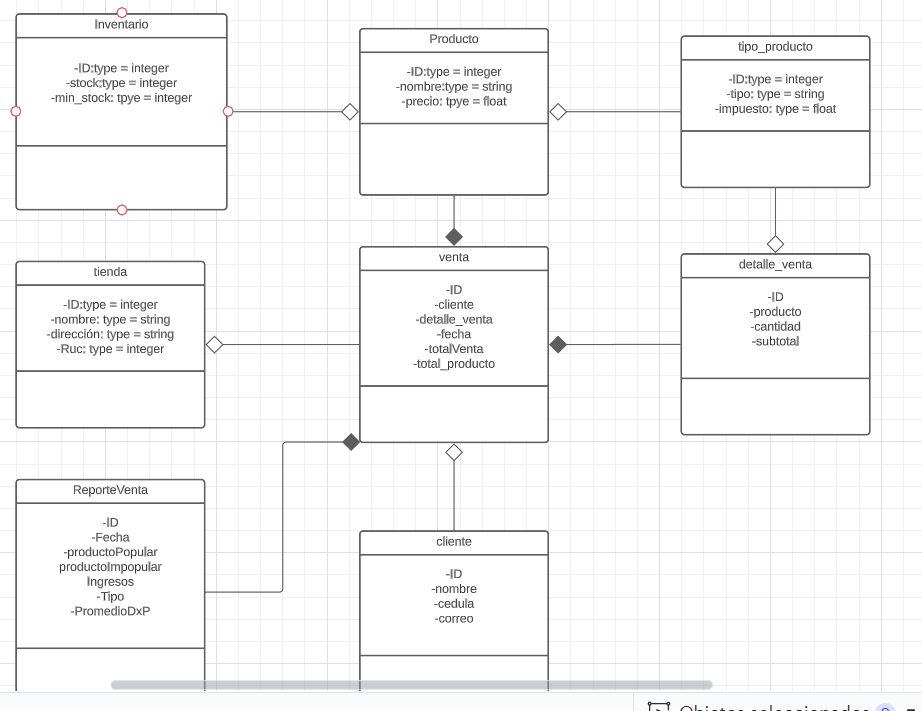 Inventario
-ID:type = integer
-stock:type = integer
-min_stock: tpye = integer
Producto
-ID:type = integer
-nombre:type = string
-precio: tpye = float
tipo_producto
-ID:type = integer
-tipo: type = string
-impuesto: type = float
tienda
-ID:type = integer
-nombre: type = string
-dirección: type = string
-Ruc: type = integer
venta
-ID
-cliente
-detalle_venta
-fecha
-totalVenta
-total_producto
detalle_venta
-ID
-producto
-cantidad
-subtotal
ReporteVenta
-ID
-Fecha
-productoPopular
productoImpopular
Ingresos
-Tipo
-PromedioDxP
cliente
-ID
-nombre
-cedula
-correo
Objetos seleccionados